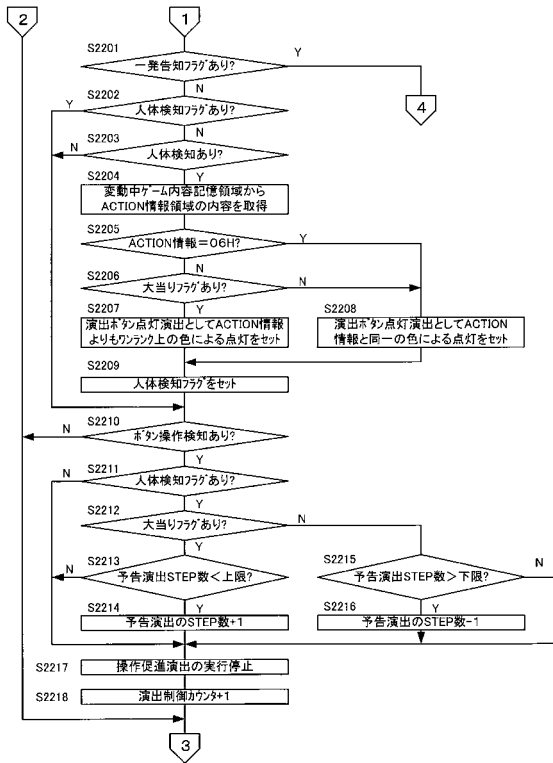 2
1
S2201
一発告知フラグあり?
Y
N
4
S2202
Y
人体検知フラグあり?
N
S2203
N
人体検知あり?
Y
S2204
変動中ゲーム内容記憶領域から
ACTION情報領域の内容を取得
S2205
ACTION情報=06H?
Y
N
S2206
大当りフラグあり?
N
Y
S2207
演出ボタン点灯演出としてACTION情報
よりもワンランク上の色による点灯をセット
S2208
演出ボタン点灯演出としてACTION
情報と同一の色による点灯をセット
S2209
人体検知フラグをセット
S2210
N
ボタン操作検知あり?
Y
S2211
N
人体検知フラグあり?
Y
S2212
大当りフラグあり?
N
Y
S2213
N
予告演出STEP数<上限?
Y
S2215
予告演出STEP数>下限?
N
Y
S2214
予告演出のSTEP数+1
S2216
予告演出のSTEP数-1
S2217
操作促進演出の実行停止
S2218
演出制御カウンタ+1
3